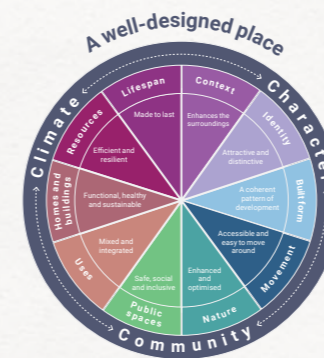 A well-designed place
Climate
Character
Community
Context
Enhances the
surroundings
Identity
Attractive and
distinctive
Built form
A coherent
pattern of
development
Movement
Accessible and
easy to move
around
Nature
Enhanced
and
optimised
Public
spaces
Safe, social
and inclusive
Uses
Mixed and
integrated
Homes and
buildings
Functional, healthy
and sustainable
Resources
Efficient and
resilient
Lifespan
Made to last